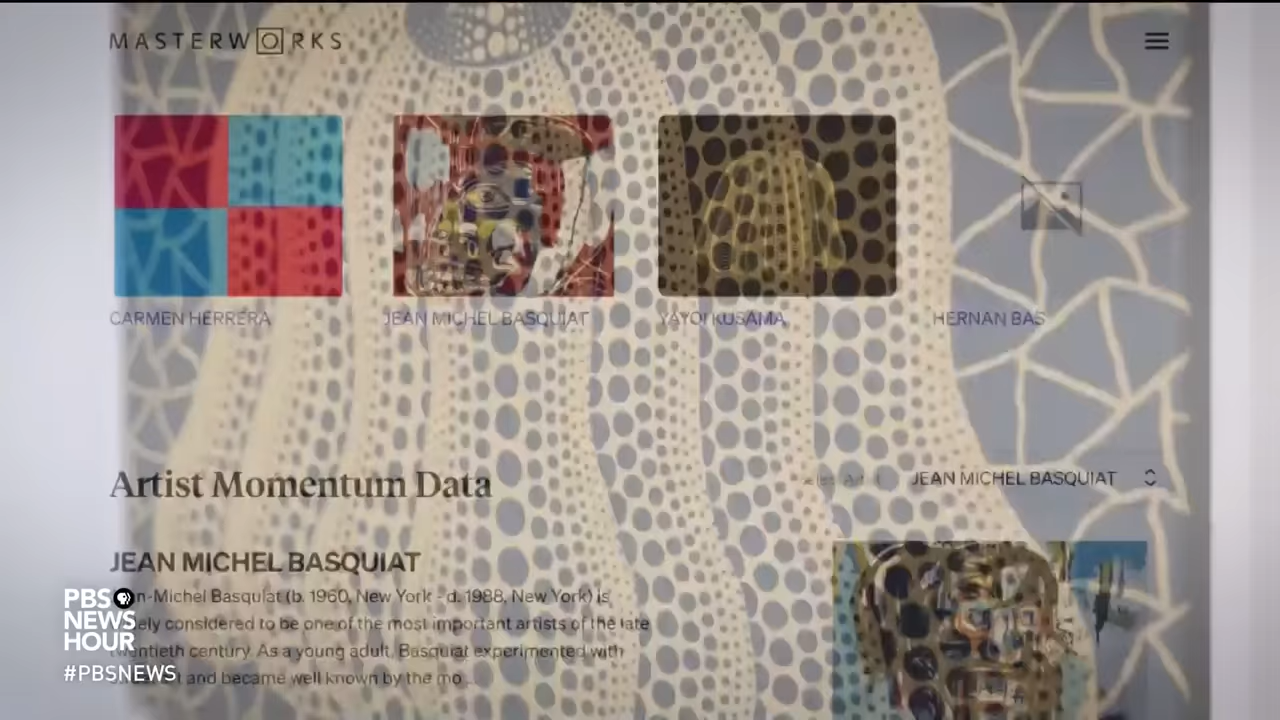 MASTERWORKS
CARMEN HERRERA
JEAN MICHEL BASQUIAT
YAYOI KUSAMA
HERNAN BAS
Artist Momentum Data
JEAN MICHEL BASQUIAT
JEAN MICHEL BASQUIAT
n-Michel Basquiat (b. 1960, New York - d. 1988, New York) is
ely considered to be one of the most important artists of the late
twentieth century. As a young adult, Basquiat experimented with
and became well known by the mo...
PBS
NEWS
HOUR
#PBSNEWS